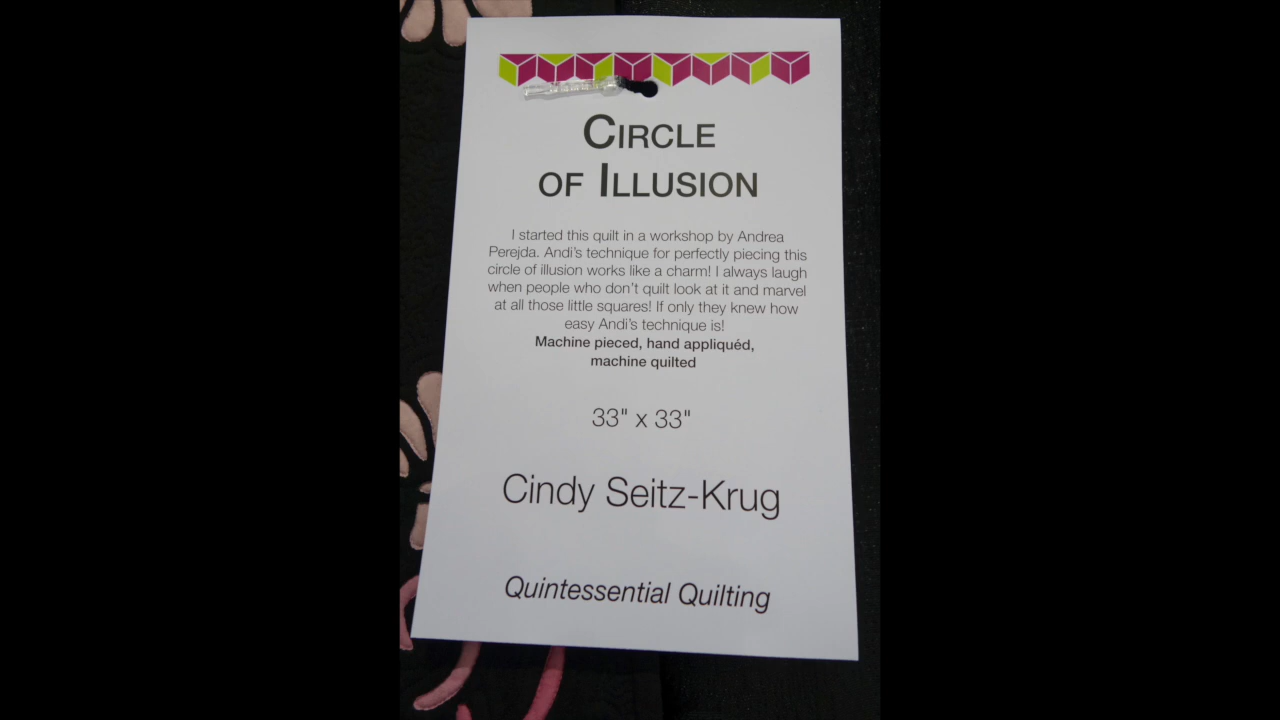 CIRCLE
OF ILLUSION
I started this quilt in a workshop by Andrea
Perejda. Andi's technique for perfectly piecing this
circle of illusion works like a charm! I always laugh
when people who don't quilt look at it and marvel
at all those little squares! If only they knew how
easy Andi's technique is!
Machine pieced, hand appliquéd,
machine quilted
33" x 33"
Cindy Seitz-Krug
Quintessential Quilting